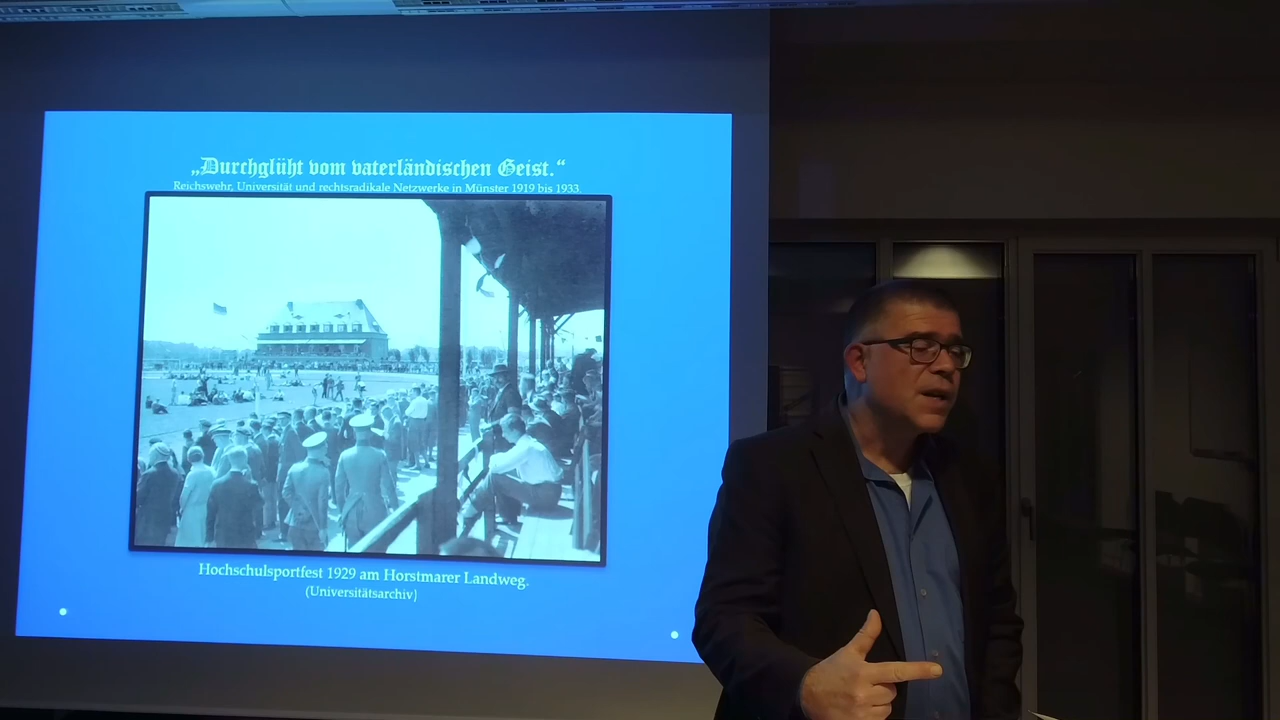 „Durchglüht vom vaterländischen Geist.“
Reichswehr, Universität und rechtsradikale Netzwerke in Münster 1919 bis 1933.
Hochschulsportfest 1929 am Horstmarer Landweg.
(Universitätsarchiv)